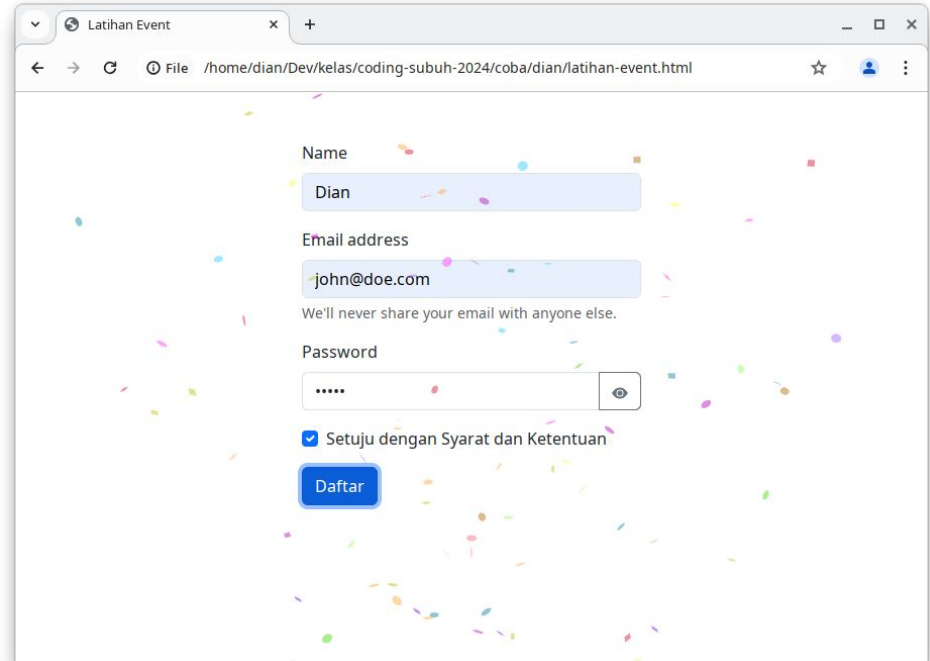 Latihan Event
File /home/dian/Dev/kelas/coding-subuh-2024/coba/dian/latihan-event.html
Name
Dian
Email address
john@doe.com
We'll never share your email with anyone else.
Password
•••••
Setuju dengan Syarat dan Ketentuan
Daftar